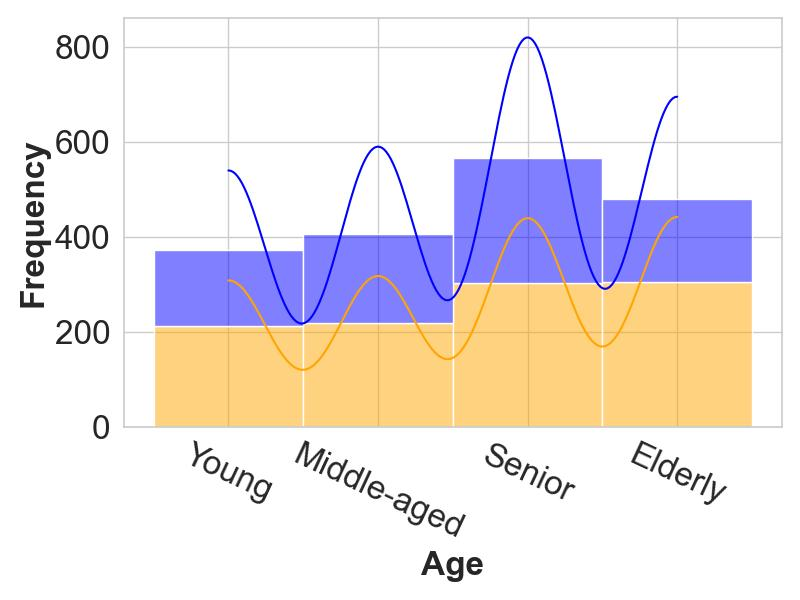 800
600
400
200
0
Frequency
Young
Middle-aged
Senior
Elderly
Age